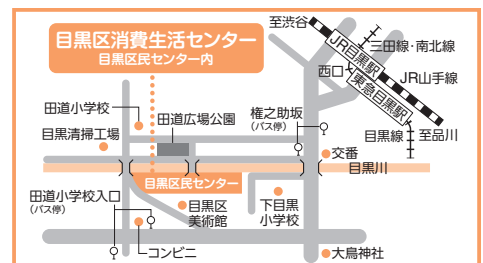 至渋谷
目黒区消費生活センター
目黒区民センター内
JR目黒駅
三田線・南北線
西口
東急目黒駅
JR山手線
田道小学校
田道広場公園
権之助坂
(バス停)
目黒線
至品川
目黒清掃工場
交番
目黒川
田道小学校入口
(バス停)
目黒区民センター
目黒区
美術館
下目黒
小学校
コンビニ
大鳥神社